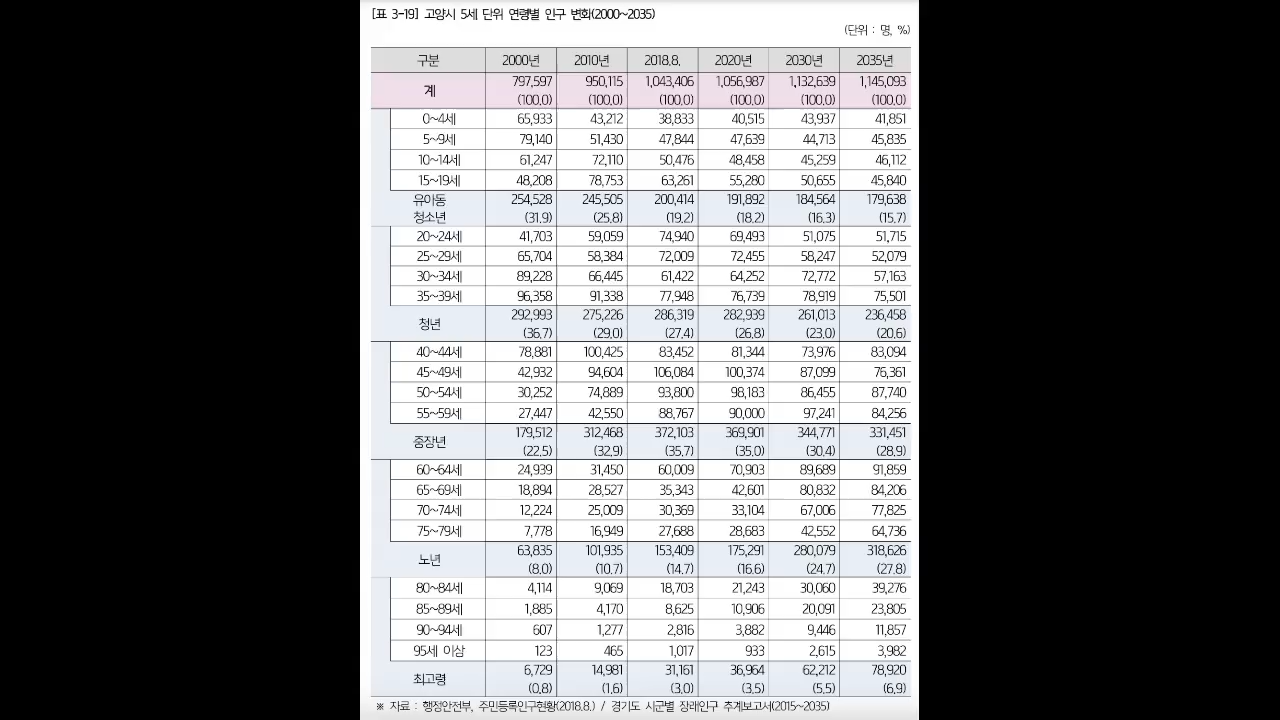 [표 3-19] 고양시 5세 단위 연령별 인구 변화(2000~2035)
(단위 : 명, %)
구분 2000년 2010년 2018.8. 2020년 2030년 2035년
계 797,597 950,115 1,043,406 1,056,987 1,132,639 1,145,093
(100.0) (100.0) (100.0) (100.0) (100.0) (100.0)
0~4세 65,933 43,212 38,833 40,515 43,937 41,851
5~9세 79,140 51,430 47,844 47,639 44,713 45,835
10~14세 61,247 72,110 50,476 48,458 45,259 46,112
15~19세 48,208 78,753 63,261 55,280 50,655 45,840
유아동 254,528 245,505 200,414 191,892 184,564 179,638
청소년 (31.9) (25.8) (19.2) (18.2) (16.3) (15.7)
20~24세 41,703 59,059 74,940 69,493 51,075 51,715
25~29세 65,704 58,384 72,009 72,455 58,247 52,079
30~34세 89,228 66,445 61,422 64,252 72,772 57,163
35~39세 96,358 91,338 77,948 76,739 78,919 75,501
청년 292,993 275,226 286,319 282,939 261,013 236,458
(36.7) (29.0) (27.4) (26.8) (23.0) (20.6)
40~44세 78,881 100,425 83,452 81,344 73,976 83,094
45~49세 42,932 94,604 106,084 100,374 87,099 76,361
50~54세 30,252 74,889 93,800 98,183 86,455 87,740
55~59세 27,447 42,550 88,767 90,000 97,241 84,256
중장년 179,512 312,468 372,103 369,901 344,771 331,451
(22.5) (32.9) (35.7) (35.0) (30.4) (28.9)
60~64세 24,939 31,450 60,009 70,903 89,689 91,859
65~69세 18,894 28,527 35,343 42,601 80,832 84,206
70~74세 12,224 25,009 30,369 33,104 67,006 77,825
75~79세 7,778 16,949 27,688 28,683 42,552 64,736
노년 63,835 101,935 153,409 175,291 280,079 318,626
(8.0) (10.7) (14.7) (16.6) (24.7) (27.8)
80~84세 4,114 9,069 18,703 21,243 30,060 39,276
85~89세 1,885 4,170 8,625 10,906 20,091 23,805
90~94세 607 1,277 2,816 3,882 9,446 11,857
95세 이상 123 465 1,017 933 2,615 3,982
최고령 6,729 14,981 31,161 36,964 62,212 78,920
(0.8) (1.6) (3.0) (3.5) (5.5) (6.9)
※ 자료 : 행정안전부, 주민등록인구현황(2018.8.) / 경기도 시군별 장래인구 추계보고서(2015~2035)